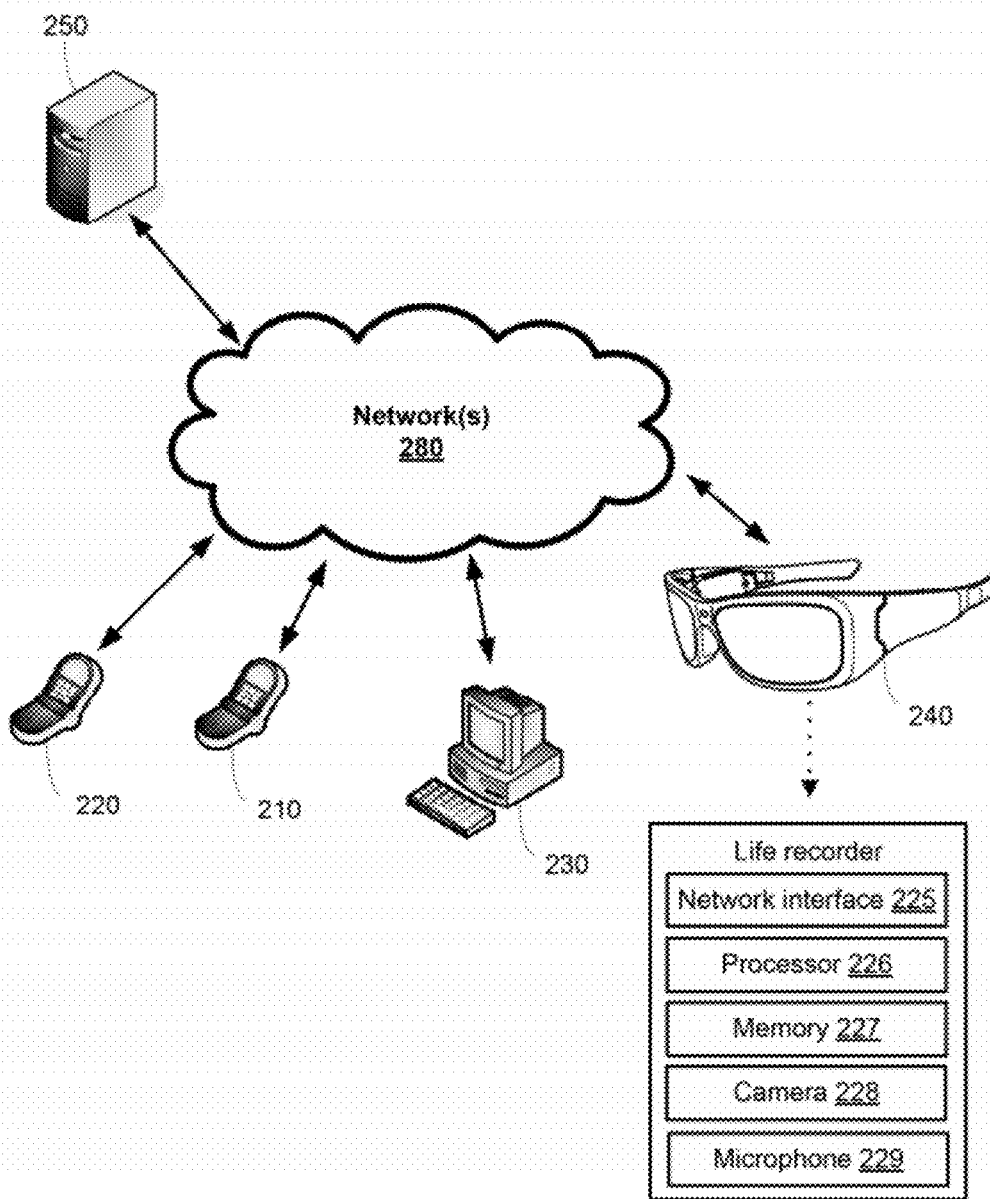 250
Network(s)
280
240
220
210
230
Life recorder
Network interface 225
Processor 226
Memory 227
Camera 228
Microphone 229